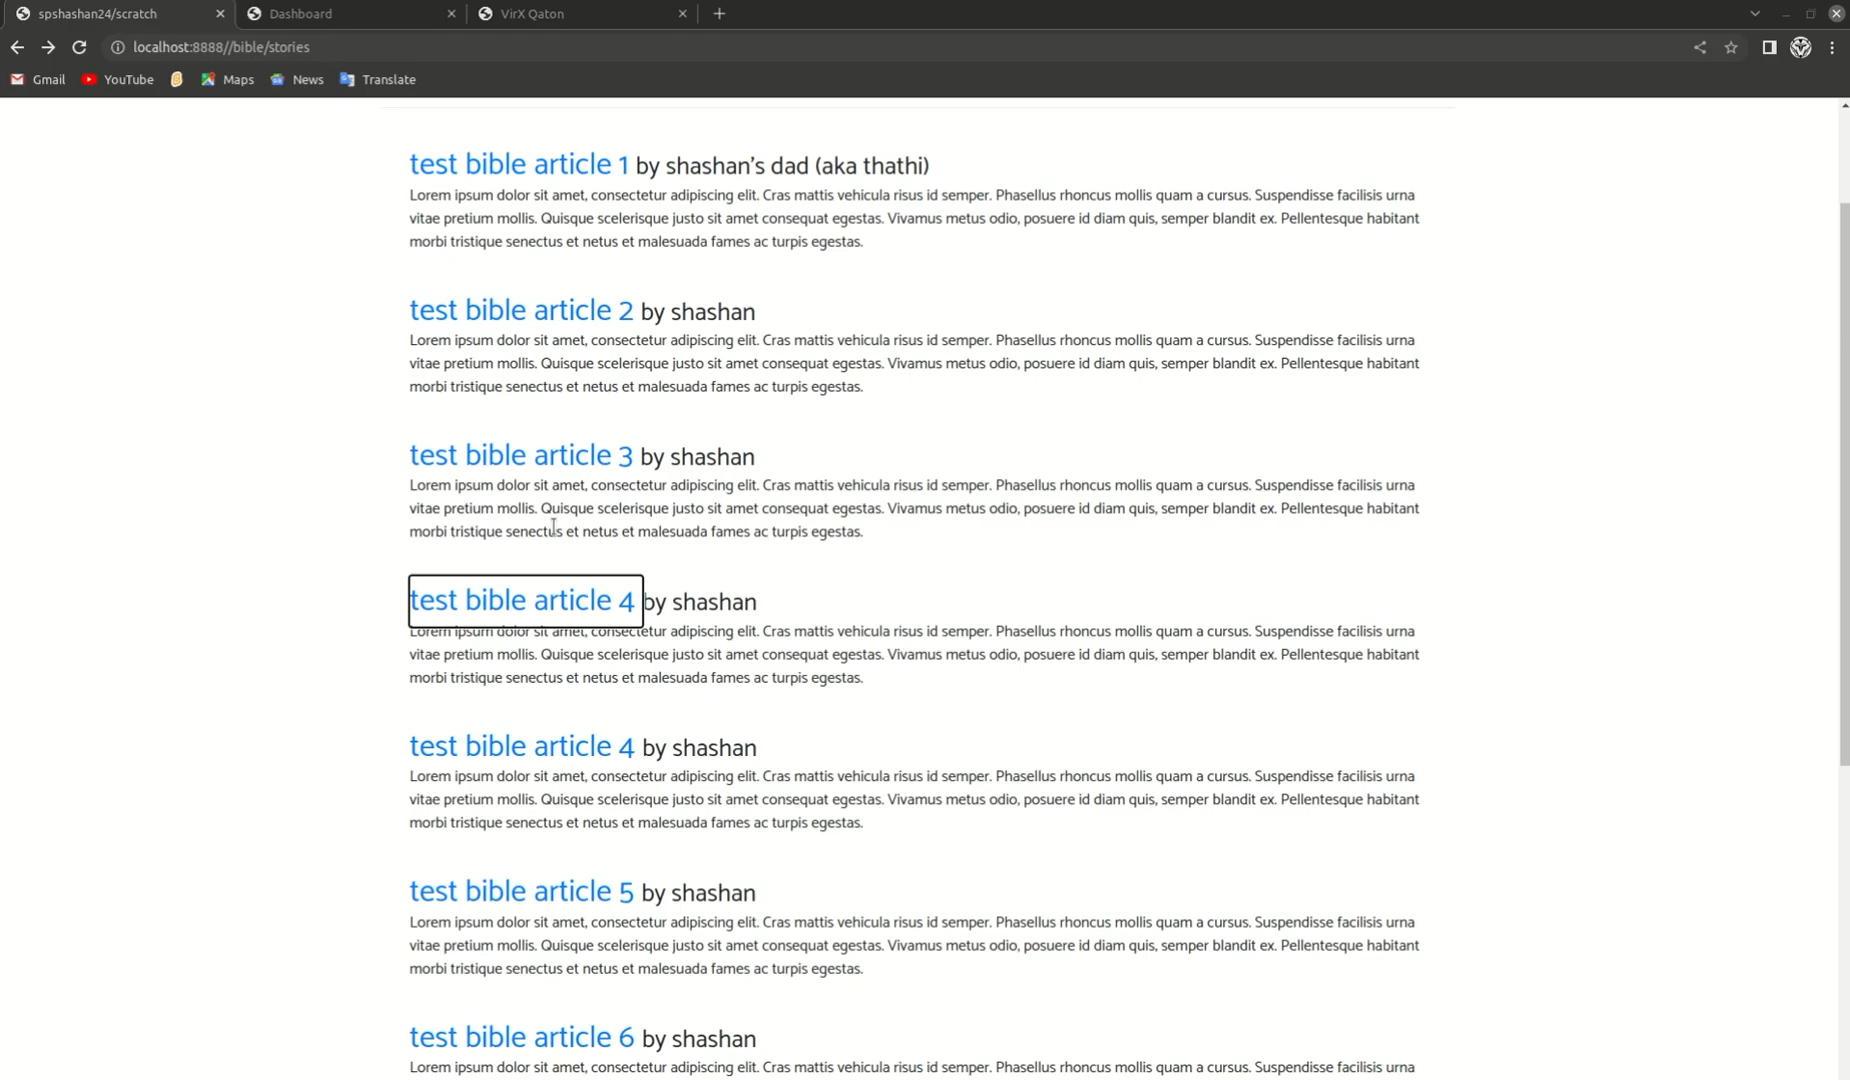 spshashan24/scratch
Dashboard
VirX Qaton
localhost:8888//bible/stories
Gmail YouTube Maps News Translate
test bible article 1 by shashan's dad (aka thathi)
Lorem ipsum dolor sit amet, consectetur adipiscing elit. Cras mattis vehicula risus id semper. Phasellus rhoncus mollis quam a cursus. Suspendisse facilisis urna
vitae pretium mollis. Quisque scelerisque justo sit amet consequat egestas. Vivamus metus odio, posuere id diam quis, semper blandit ex. Pellentesque habitant
morbi tristique senectus et netus et malesuada fames ac turpis egestas.
test bible article 2 by shashan
Lorem ipsum dolor sit amet, consectetur adipiscing elit. Cras mattis vehicula risus id semper. Phasellus rhoncus mollis quam a cursus. Suspendisse facilisis urna
vitae pretium mollis. Quisque scelerisque justo sit amet consequat egestas. Vivamus metus odio, posuere id diam quis, semper blandit ex. Pellentesque habitant
morbi tristique senectus et netus et malesuada fames ac turpis egestas.
test bible article 3 by shashan
Lorem ipsum dolor sit amet, consectetur adipiscing elit. Cras mattis vehicula risus id semper. Phasellus rhoncus mollis quam a cursus. Suspendisse facilisis urna
vitae pretium mollis. Quisque scelerisque justo sit amet consequat egestas. Vivamus metus odio, posuere id diam quis, semper blandit ex. Pellentesque habitant
morbi tristique senectus et netus et malesuada fames ac turpis egestas.
test bible article 4 by shashan
Lorem ipsum dolor sit amet, consectetur adipiscing elit. Cras mattis vehicula risus id semper. Phasellus rhoncus mollis quam a cursus. Suspendisse facilisis urna
vitae pretium mollis. Quisque scelerisque justo sit amet consequat egestas. Vivamus metus odio, posuere id diam quis, semper blandit ex. Pellentesque habitant
morbi tristique senectus et netus et malesuada fames ac turpis egestas.
test bible article 4 by shashan
Lorem ipsum dolor sit amet, consectetur adipiscing elit. Cras mattis vehicula risus id semper. Phasellus rhoncus mollis quam a cursus. Suspendisse facilisis urna
vitae pretium mollis. Quisque scelerisque justo sit amet consequat egestas. Vivamus metus odio, posuere id diam quis, semper blandit ex. Pellentesque habitant
morbi tristique senectus et netus et malesuada fames ac turpis egestas.
test bible article 5 by shashan
Lorem ipsum dolor sit amet, consectetur adipiscing elit. Cras mattis vehicula risus id semper. Phasellus rhoncus mollis quam a cursus. Suspendisse facilisis urna
vitae pretium mollis. Quisque scelerisque justo sit amet consequat egestas. Vivamus metus odio, posuere id diam quis, semper blandit ex. Pellentesque habitant
morbi tristique senectus et netus et malesuada fames ac turpis egestas.
test bible article 6 by shashan
Lorem ipsum dolor sit amet, consectetur adipiscing elit. Cras mattis vehicula risus id semper. Phasellus rhoncus mollis quam a cursus. Suspendisse facilisis urna